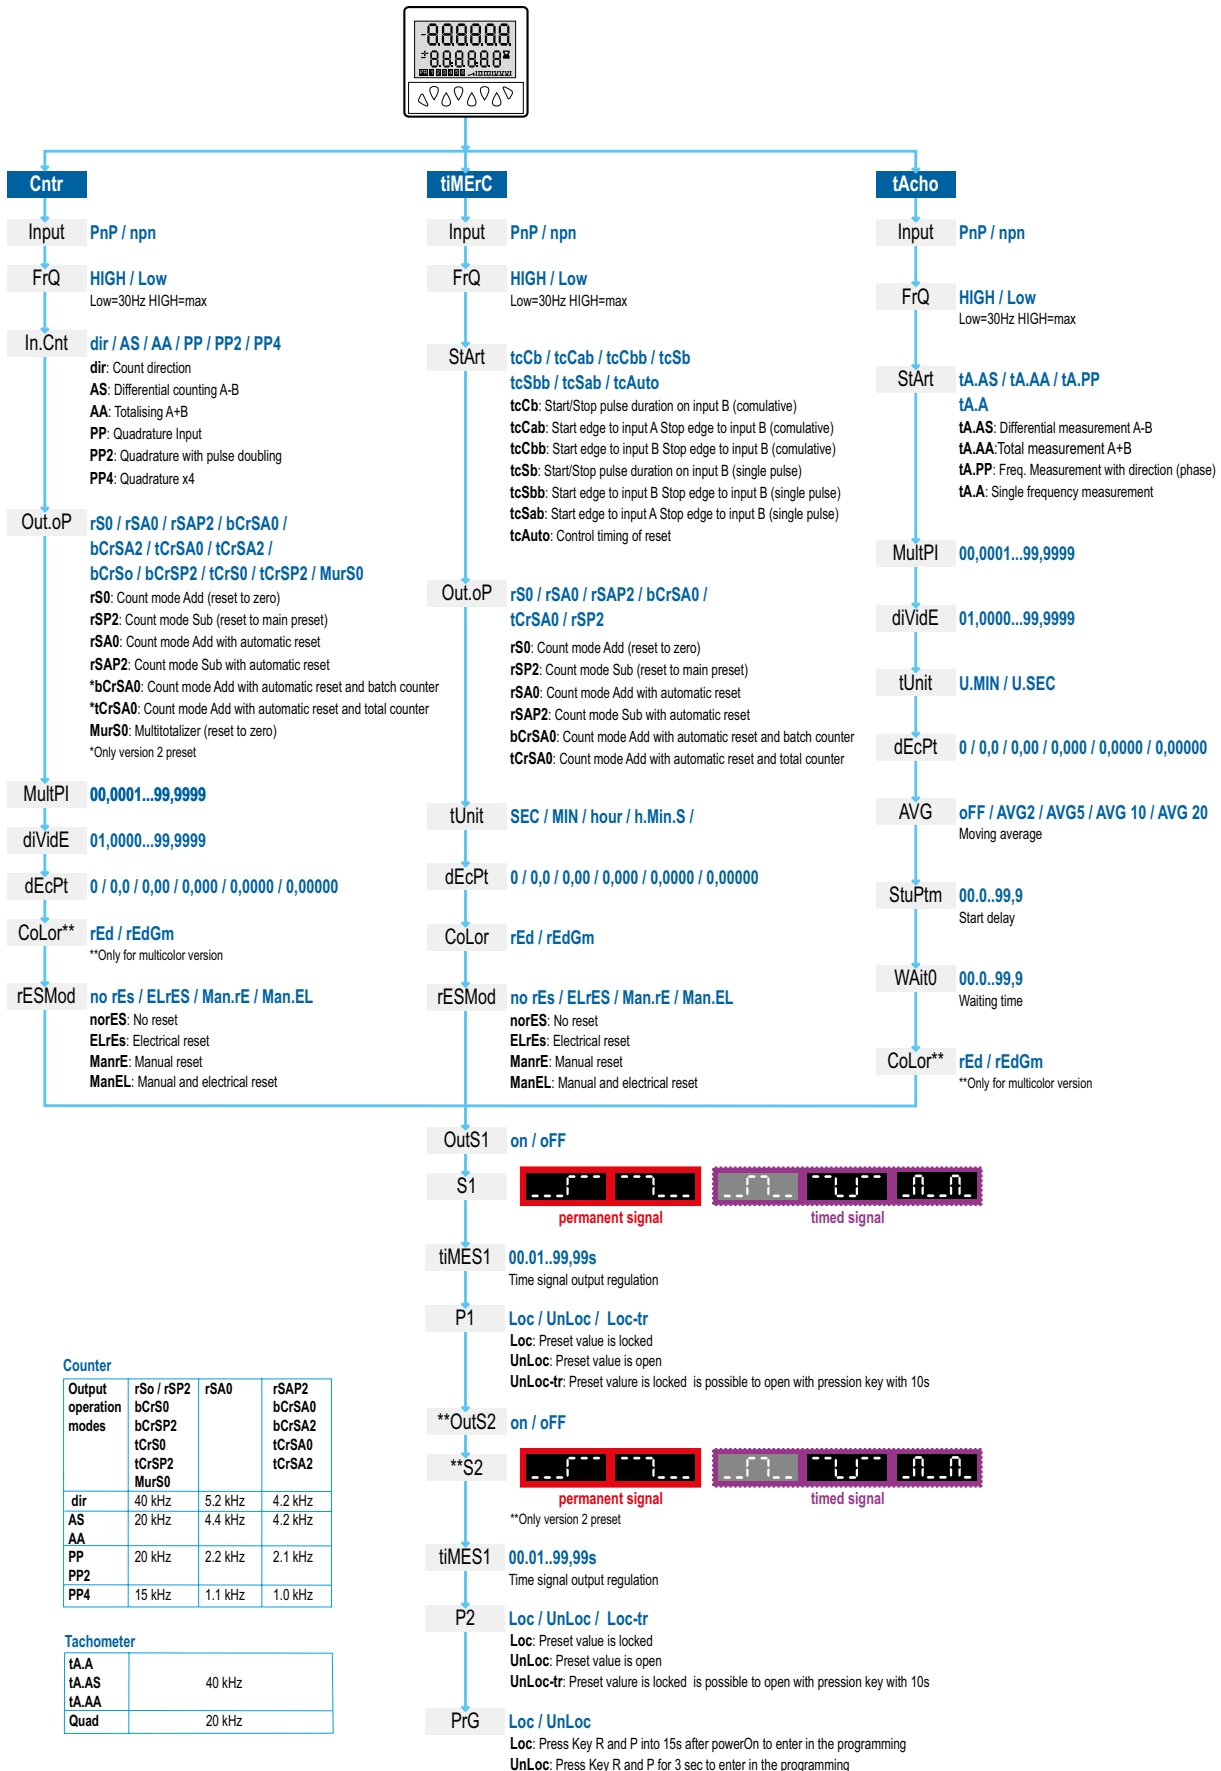 Cntr
Input PnP / npn
FrQ HIGH / Low
Low=30Hz HIGH=max
In.Cnt dir / AS / AA / PP / PP2 / PP4
dir: Count direction
AS: Differential counting A-B
AA: Totalising A+B
PP: Quadrature Input
PP2: Quadrature with pulse doubling
PP4: Quadrature x4
Out.oP rS0 / rSA0 / rSAP2 / bCrSA0 /
bCrSA2 / tCrSA0 / tCrSA2 /
bCrSo / bCrSP2 / tCrS0 / tCrSP2 / MurS0
rS0: Count mode Add (reset to zero)
rSP2: Count mode Sub (reset to main preset)
rSA0: Count mode Add with automatic reset
rSAP2: Count mode Sub with automatic reset
*bCrSA0: Count mode Add with automatic reset and batch counter
*tCrSA0: Count mode Add with automatic reset and total counter
MurS0: Multitotalizer (reset to zero)
*Only version 2 preset
MultPl 00,0001...99,9999
diVidE 01,0000...99,9999
dEcPt 0 / 0,0 / 0,00 / 0,000 / 0,0000 / 0,00000
CoLor** rEd / rEdGm
**Only for multicolor version
rESMod no rEs / ELrES / Man.rE / Man.EL
norES: No reset
ELrEs: Electrical reset
ManrE: Manual reset
ManEL: Manual and electrical reset
tiMErC
Input PnP / npn
FrQ HIGH / Low
Low=30Hz HIGH=max
StArt tcCb / tcCab / tcCbb / tcSb
tcSbb / tcSab / tcAuto
tcCb: Start/Stop pulse duration on input B (comulative)
tcCab: Start edge to input A Stop edge to input B (comulative)
tcCbb: Start edge to input B Stop edge to input B (comulative)
tcSb: Start/Stop pulse duration on input B (single pulse)
tcSbb: Start edge to input B Stop edge to input B (single pulse)
tcSab: Start edge to input A Stop edge to input B (single pulse)
tcAuto: Control timing of reset
Out.oP rS0 / rSA0 / rSAP2 / bCrSA0 /
tCrSA0 / rSP2
rS0: Count mode Add (reset to zero)
rSP2: Count mode Sub (reset to main preset)
rSA0: Count mode Add with automatic reset
rSAP2: Count mode Sub with automatic reset
bCrSA0: Count mode Add with automatic reset and batch counter
tCrSA0: Count mode Add with automatic reset and total counter
tUnit SEC / MIN / hour / h.Min.S /
dEcPt 0 / 0,0 / 0,00 / 0,000 / 0,0000 / 0,00000
CoLor rEd / rEdGm
rESMod no rEs / ELrES / Man.rE / Man.EL
norES: No reset
ELrEs: Electrical reset
ManrE: Manual reset
ManEL: Manual and electrical reset
tAcho
Input PnP / npn
FrQ HIGH / Low
Low=30Hz HIGH=max
StArt tA.AS / tA.AA / tA.PP
tA.A
tA.AS: Differential measurement A-B
tA.AA:Total measurement A+B
tA.PP: Freq. Measurement with direction (phase)
tA.A: Single frequency measurement
MultPl 00,0001...99,9999
diVidE 01,0000...99,9999
tUnit U.MIN / U.SEC
dEcPt 0 / 0,0 / 0,00 / 0,000 / 0,0000 / 0,00000
AVG oFF / AVG2 / AVG5 / AVG 10 / AVG 20
Moving average
StuPtm 00.0..99,9
Start delay
WAit0 00.0..99,9
Waiting time
CoLor** rEd / rEdGm
**Only for multicolor version
OutS1 on / oFF
S1
permanent signal timed signal
tiMES1 00.01..99,99s
Time signal output regulation
P1 Loc / UnLoc / Loc-tr
Loc: Preset value is locked
UnLoc: Preset value is open
UnLoc-tr: Preset valure is locked is possible to open with pression key with 10s
**OutS2 on / oFF
**S2
permanent signal timed signal
**Only version 2 preset
tiMES1 00.01..99,99s
Time signal output regulation
P2 Loc / UnLoc / Loc-tr
Loc: Preset value is locked
UnLoc: Preset value is open
UnLoc-tr: Preset valure is locked is possible to open with pression key with 10s
PrG Loc / UnLoc
Loc: Press Key R and P into 15s after powerOn to enter in the programming
UnLoc: Press Key R and P for 3 sec to enter in the programming
Counter
Output rSo / rSP2 rSA0 rSAP2
operation bCrS0 bCrSA0
modes bCrSP2 bCrSA2
tCrS0 tCrSA0
tCrSP2 tCrSA2
MurS0
dir 40 kHz 5.2 kHz 4.2 kHz
AS 20 kHz 4.4 kHz 4.2 kHz
AA
PP 20 kHz 2.2 kHz 2.1 kHz
PP2
PP4 15 kHz 1.1 kHz 1.0 kHz
Tachometer
tA.A
tA.AS 40 kHz
tA.AA
Quad 20 kHz